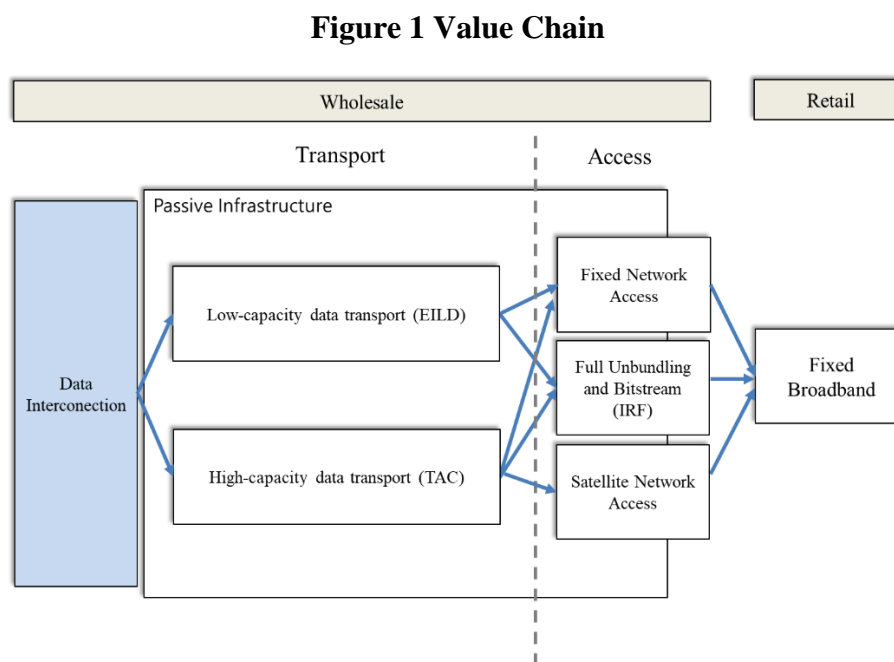 Figure 1 Value Chain
Wholesale
Retail
Transport
Access
Passive Infrastructure
Data
Interconection
Low-capacity data transport (EILD)
High-capacity data transport (TAC)
Fixed Network
Access
Full Unbundling
and Bitstream
(IRF)
Satellite Network
Access
Fixed
Broadband